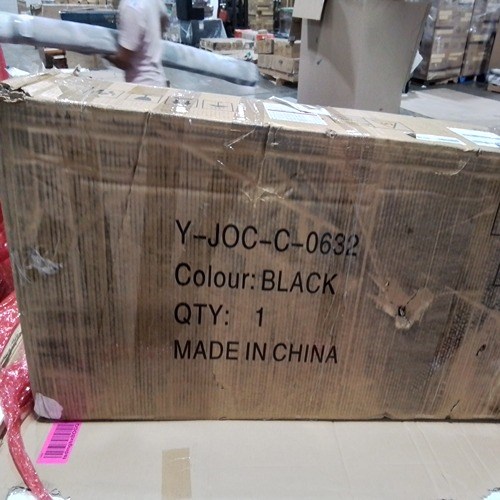 Y-JOC-C-0632
Colour: BLACK
QTY: 1
MADE IN CHINA